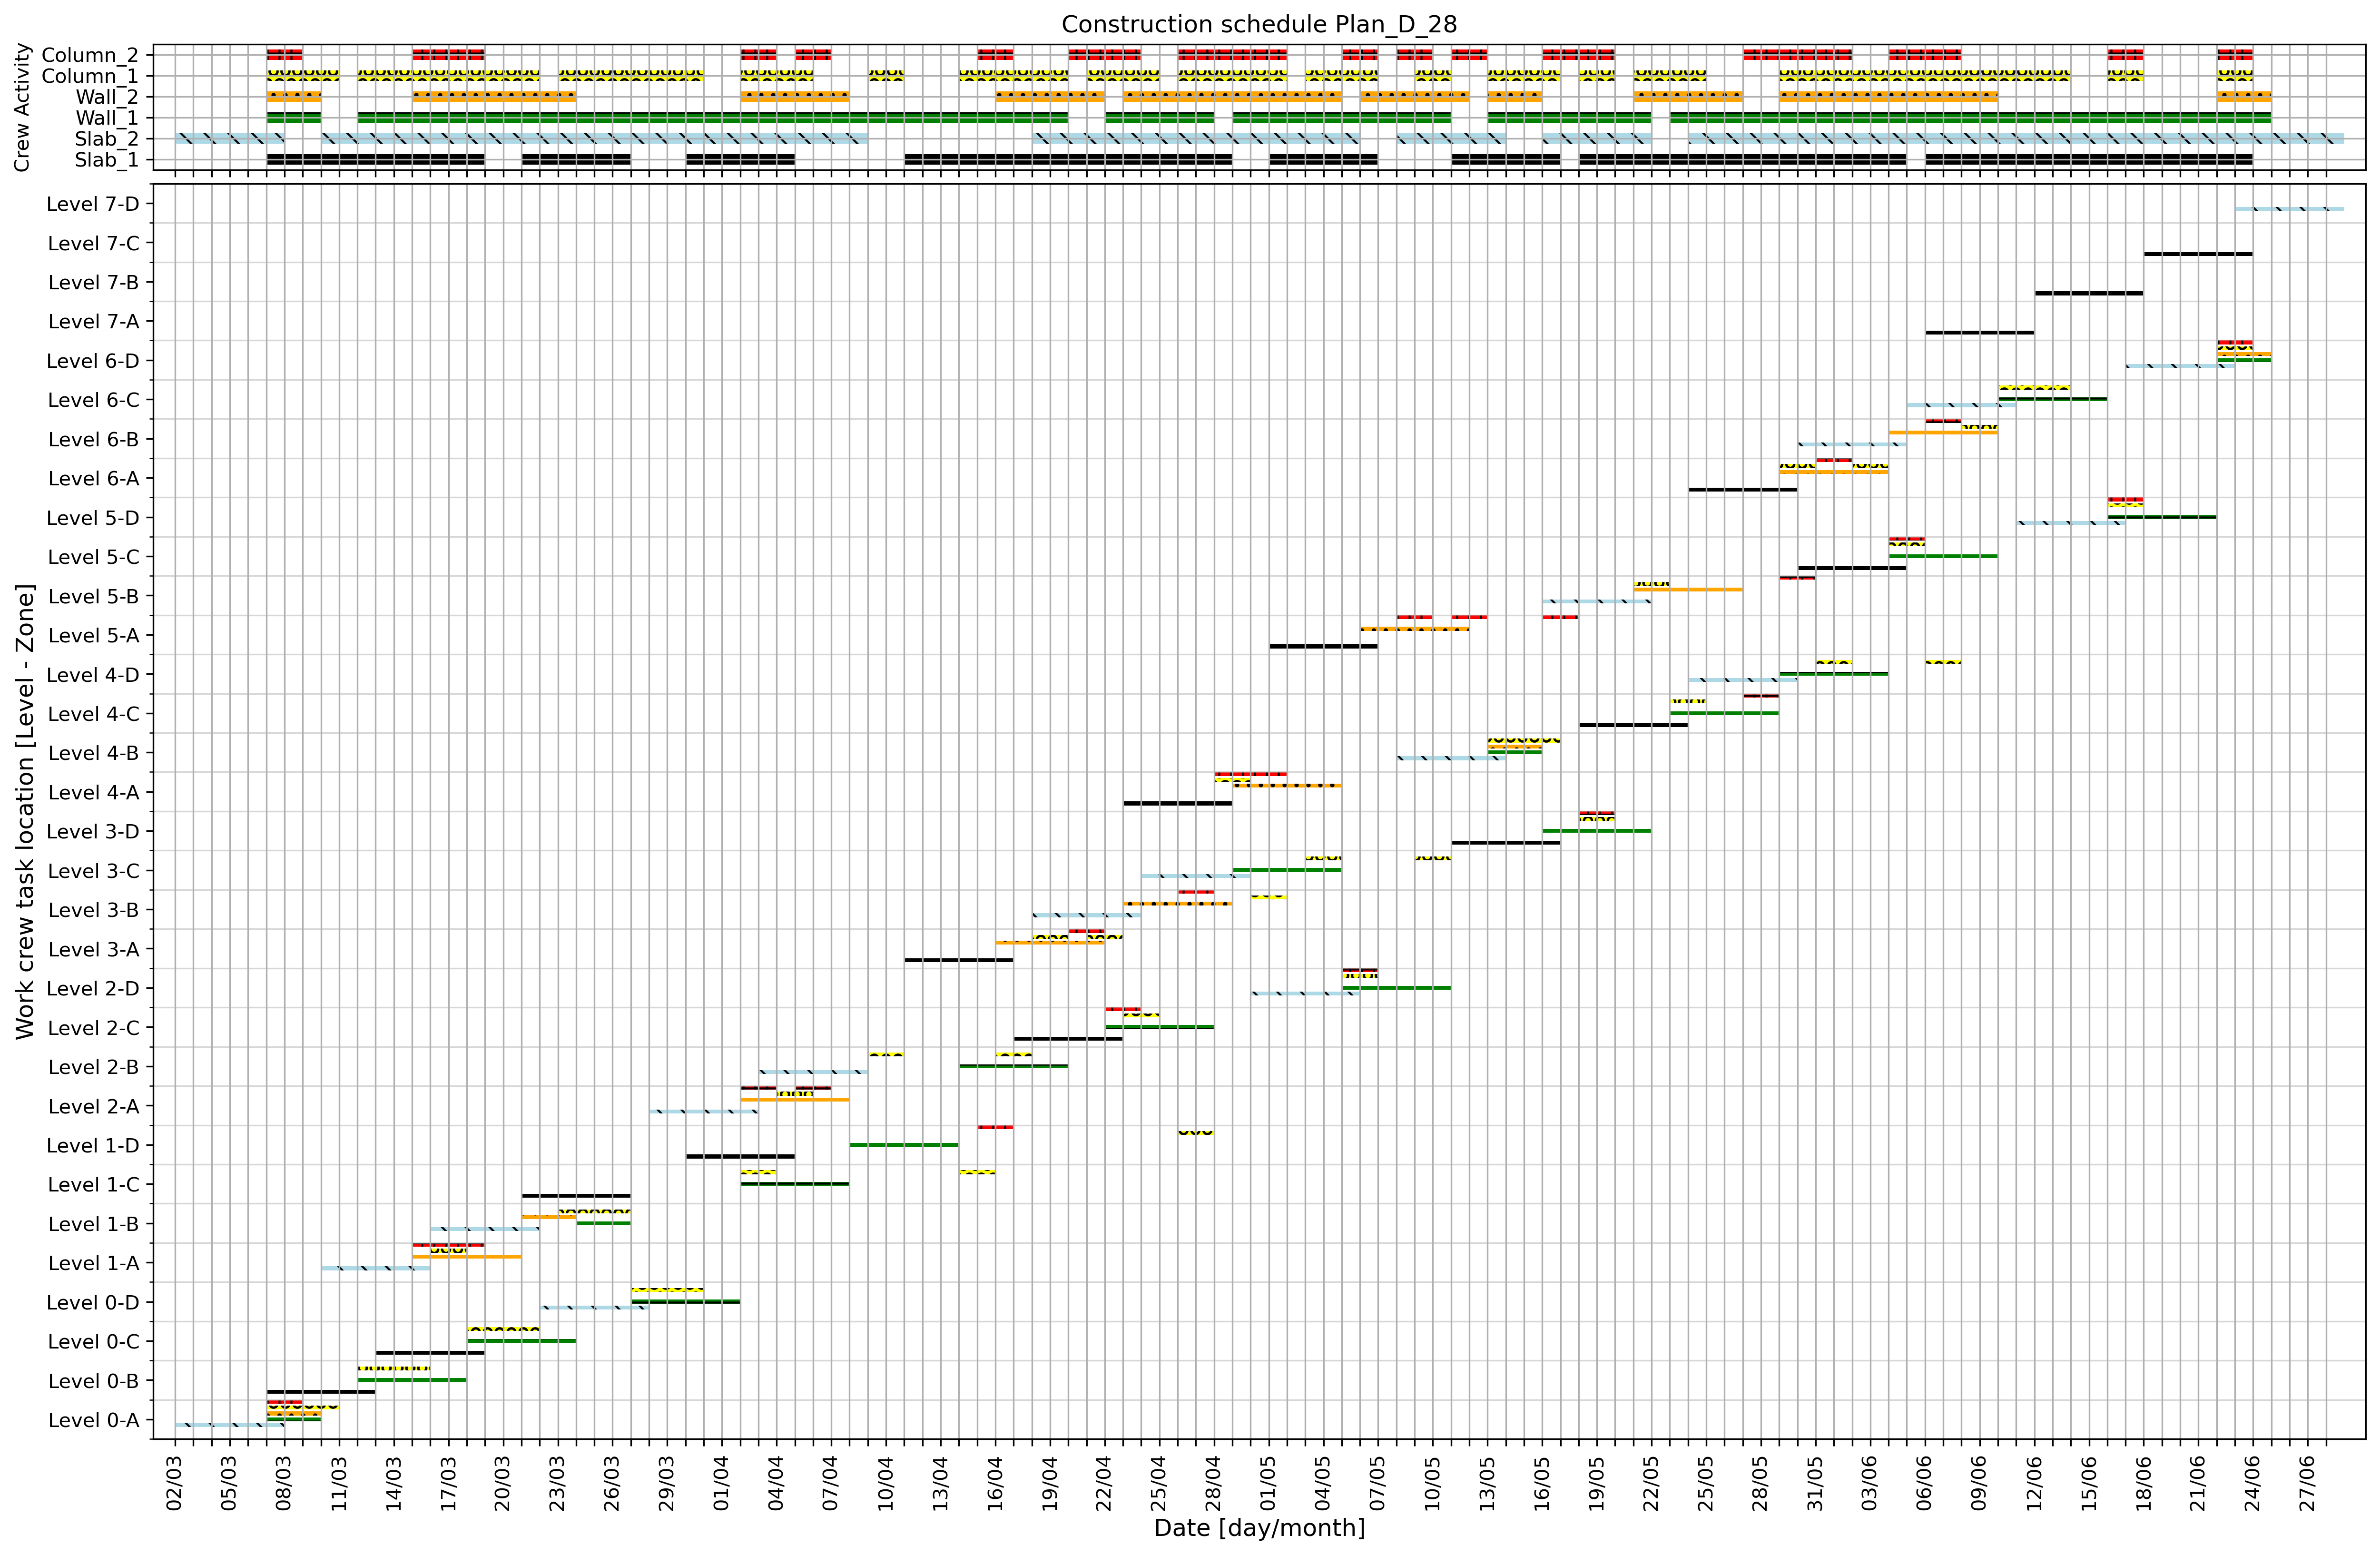 Construction schedule Plan_D_28
Crew Activity
Column_2
Column_1
Wall_2
Wall_1
Slab_2
Slab_1
Work crew task location [Level - Zone]
Level 7-D
Level 7-C
Level 7-B
Level 7-A
Level 6-D
Level 6-C
Level 6-B
Level 6-A
Level 5-D
Level 5-C
Level 5-B
Level 5-A
Level 4-D
Level 4-C
Level 4-B
Level 4-A
Level 3-D
Level 3-C
Level 3-B
Level 3-A
Level 2-D
Level 2-C
Level 2-B
Level 2-A
Level 1-D
Level 1-C
Level 1-B
Level 1-A
Level 0-D
Level 0-C
Level 0-B
Level 0-A
02/03 05/03 08/03 11/03 14/03 17/03 20/03 23/03 26/03 29/03 01/04 04/04 07/04 10/04 13/04 16/04 19/04 22/04 25/04 28/04 01/05 04/05 07/05 10/05 13/05 16/05 19/05 22/05 25/05 28/05 31/05 03/06 06/06 09/06 12/06 15/06 18/06 21/06 24/06 27/06
Date [day/month]